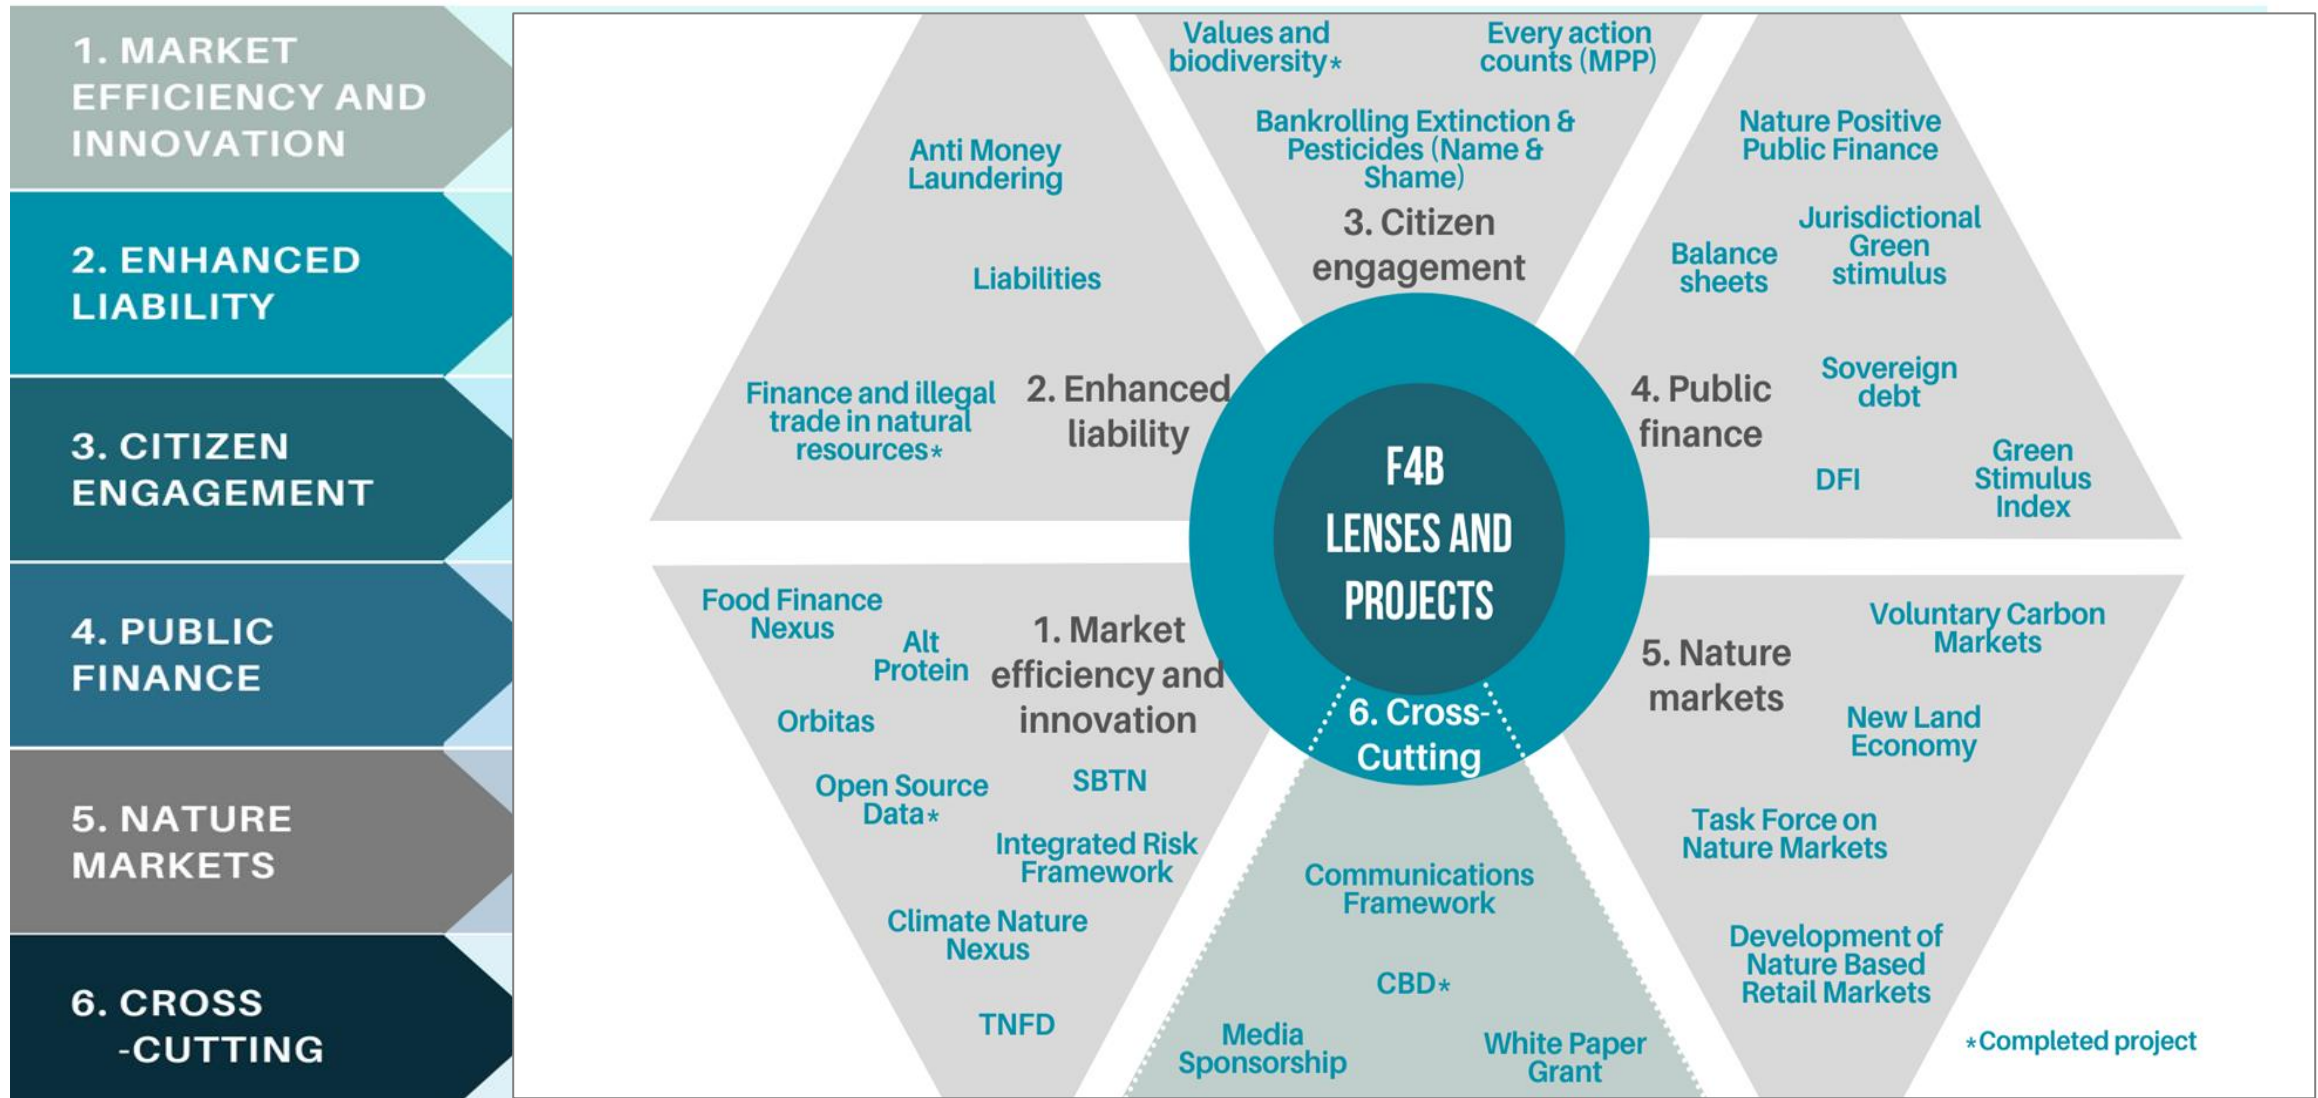 1. MARKET
EFFICIENCY AND
INNOVATION
2. ENHANCED
LIABILITY
3. CITIZEN
ENGAGEMENT
4. PUBLIC
FINANCE
5. NATURE
MARKETS
6. CROSS
-CUTTING
Values and
biodiversity*
Every action
counts (MPP)
Bankrolling Extinction &
Pesticides (Name &
Shame)
3. Citizen
engagement
Anti Money
Laundering
Liabilities
Finance and illegal
trade in natural
resources*
2. Enhanced
liability
Nature Positive
Public Finance
Jurisdictional
Green
stimulus
Balance
sheets
Sovereign
debt
4. Public
finance
DFI
Green
Stimulus
Index
F4B
LENSES AND
PROJECTS
Food Finance
Nexus
Alt
Protein
1. Market
efficiency and
innovation
Orbitas
Open Source
Data*
SBTN
Integrated Risk
Framework
Climate Nature
Nexus
TNFD
6. Cross-
Cutting
Communications
Framework
CBD*
Media
Sponsorship
White Paper
Grant
5. Nature
markets
Voluntary Carbon
Markets
New Land
Economy
Task Force on
Nature Markets
Development of
Nature Based
Retail Markets
*Completed project